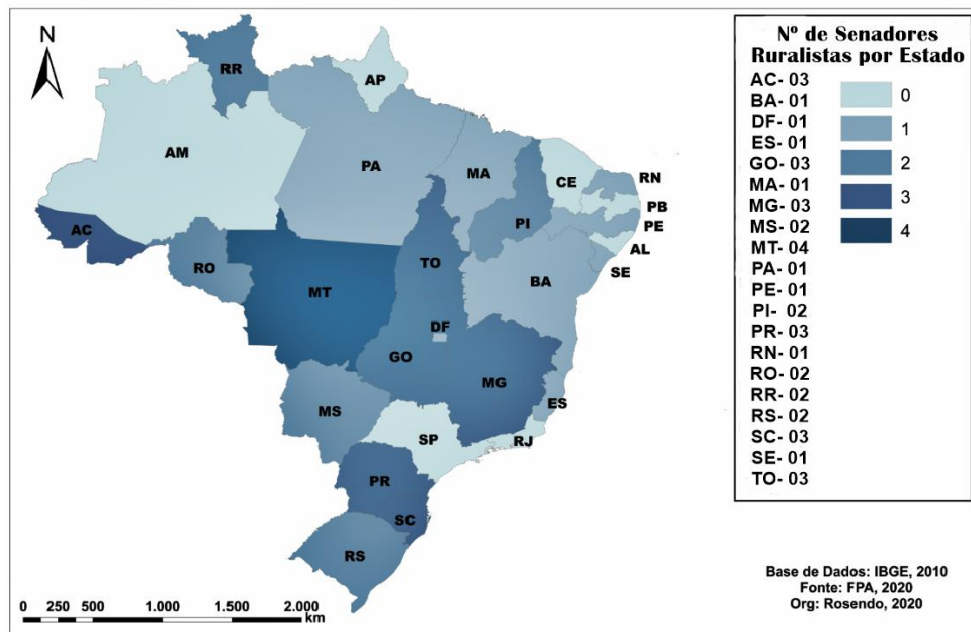 N
RR
AP
AM
PA
MA
CE
RN
PB
PE
AL
SE
PI
AC
RO
TO
BA
MT
DF
GO
MG
ES
MS
SP
RJ
PR
SC
RS
0 250 500 1.000 1.500 2.000
km
Nº de Senadores
Ruralistas por Estado
AC- 03
BA- 01
DF- 01
ES- 01
GO- 03
MA- 01
MG- 03
MS- 02
MT- 04
PA- 01
PE- 01
PI- 02
PR- 03
RN- 01
RO- 02
RR- 02
RS- 02
SC- 03
SE- 01
TO- 03
0
1
2
3
4
Base de Dados: IBGE, 2010
Fonte: FPA, 2020
Org: Rosendo, 2020